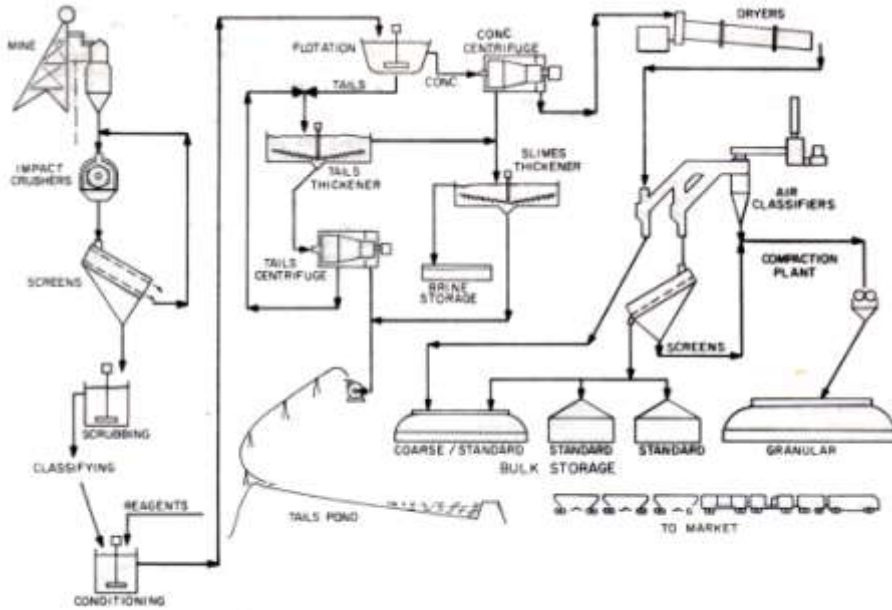 MINE
IMPACT
CRUSHERS
SCREENS
SCRUBBING
CLASSIFYING
REAGENTS
CONDITIONING
FLOTATION
CONC
CENTRIFUGE
TAILS
CONC
TAILS
THICKENER
SLIMES
THICKENER
TAILS
CENTRIFUGE
BRINE
STORAGE
TAILS POND
DRYERS
AIR
CLASSIFIERS
COMPACTION
PLANT
SCREENS
COARSE / STANDARD
STANDARD
STANDARD
GRANULAR
BULK STORAGE
TO MARKET